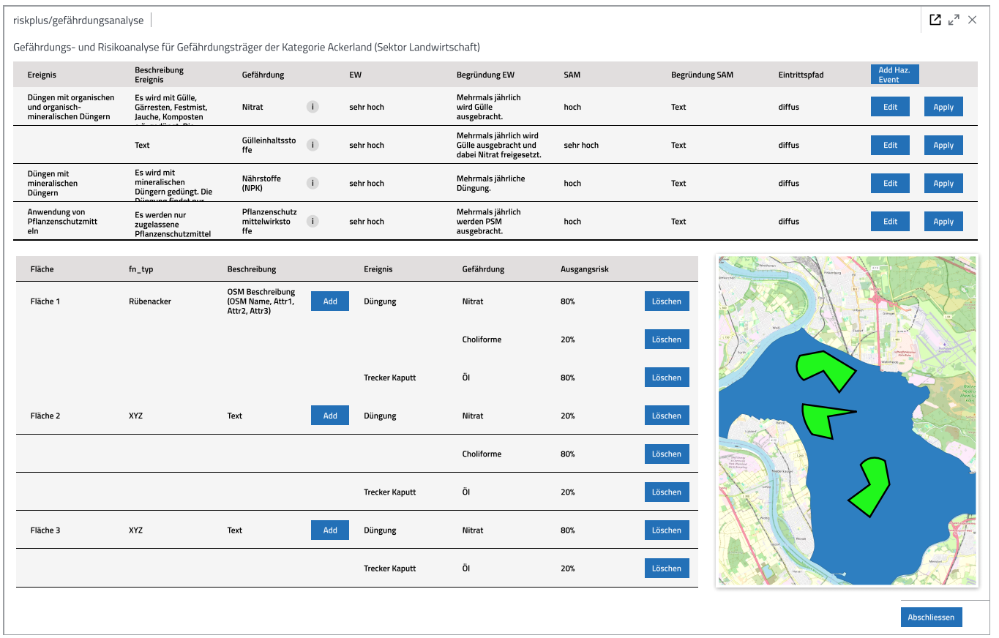 riskplus/gefährdungsanalyse
Gefährdungs- und Risikoanalyse für Gefährdungsträger der Kategorie Ackerland (Sektor Landwirtschaft)
Ereignis
Beschreibung
Ereignis
Gefährdung
EW
Begründung EW
SAM
Begründung SAM
Eintrittspfad
Add Haz.
Event
Düngen mit organischen
und organisch-
mineralischen Düngern
Es wird mit Gülle,
Gärresten, Festmist,
Jauche, Komposten
Nitrat
i
sehr hoch
Mehrmals jährlich
wird Gülle
ausgebracht.
hoch
Text
diffus
Edit
Apply
Text
Gülleinhaltssto
ffe
i
sehr hoch
Mehrmals jährlich wird
Gülle ausgebracht und
dabei Nitrat freigesetzt.
sehr hoch
Text
diffus
Edit
Apply
Düngen mit
mineralischen
Düngern
Es wird mit
mineralischen
Düngern gedüngt. Die
Düngung findet nur
Nährstoffe
(NPK)
i
sehr hoch
Mehrmals jährliche
Düngung.
hoch
Text
diffus
Edit
Apply
Anwendung von
Pflanzenschutzmitt
eln
Es werden nur
zugelassene
Pflanzenschutzmittel
Pflanzenschutz
mittelwirksto
ffe
i
sehr hoch
Mehrmals jährlich
werden PSM
ausgebracht.
hoch
Text
diffus
Edit
Apply
Fläche
fn_typ
Beschreibung
Ereignis
Gefährdung
Ausgangsrisk
Fläche 1
Rübenacker
OSM Beschreibung
(OSM Name, Attr1,
Attr2, Attr3)
Add
Düngung
Nitrat
80%
Löschen
Choliforme
20%
Löschen
Trecker Kaputt
Öl
80%
Löschen
Fläche 2
XYZ
Text
Add
Düngung
Nitrat
20%
Löschen
Choliforme
80%
Löschen
Trecker Kaputt
Öl
20%
Löschen
Fläche 3
XYZ
Text
Add
Düngung
Nitrat
80%
Löschen
Trecker Kaputt
Öl
20%
Löschen
Niederkassel
Abschliessen